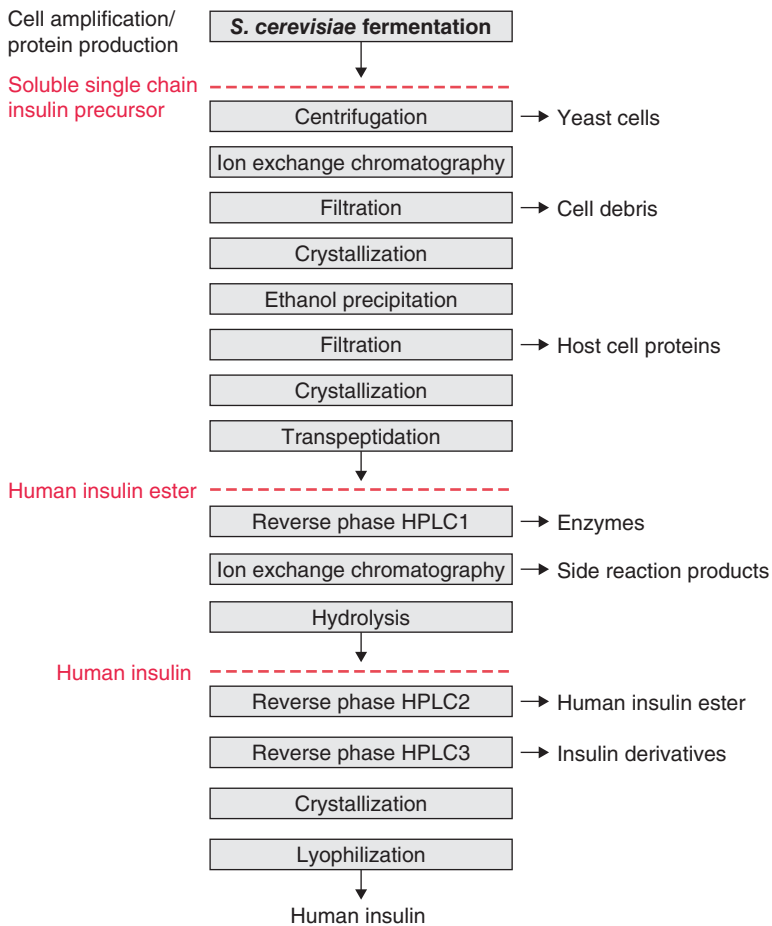 Cell amplification/
protein production
S. cerevisiae fermentation
Soluble single chain
insulin precursor
Centrifugation
Yeast cells
Ion exchange chromatography
Filtration
Cell debris
Crystallization
Ethanol precipitation
Filtration
Host cell proteins
Crystallization
Transpeptidation
Human insulin ester
Reverse phase HPLC1
Enzymes
Ion exchange chromatography
Side reaction products
Hydrolysis
Human insulin
Reverse phase HPLC2
Human insulin ester
Reverse phase HPLC3
Insulin derivatives
Crystallization
Lyophilization
Human insulin